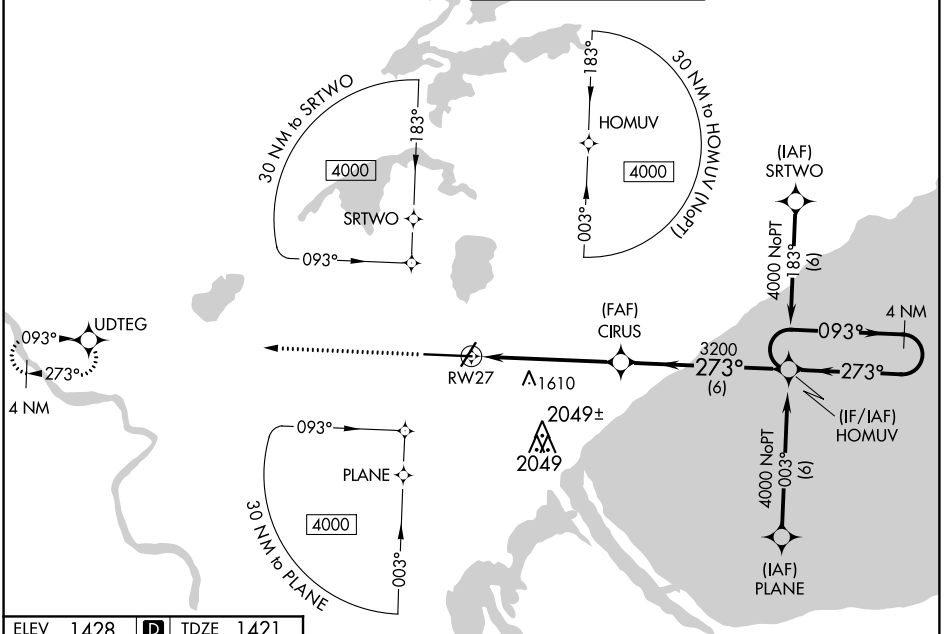 30 NM to SRTWO
183°
4000
SRTWO
093°
183°
HOMUV
30 NM to HOMUV (NoPT)
4000
003°
(IAF)
SRTWO
4000 NoPT
183°
(6)
UDTEG
093°
273°
4 NM
RW27
1610
(FAF)
CIRUS
3200
273°
(6)
093°
4 NM
273°
(IF/IAF)
HOMUV
2049±
2049
093°
PLANE
4000
30 NM to PLANE
003°
4000 NoPT
003°
(6)
(IAF)
PLANE
ELEV 1428 D TDZE 1421